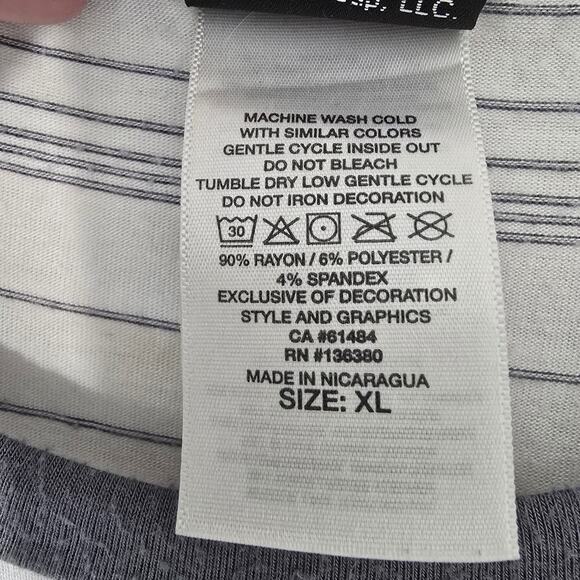 LLC.
MACHINE WASH COLD
WITH SIMILAR COLORS
GENTLE CYCLE INSIDE OUT
DO NOT BLEACH
TUMBLE DRY LOW GENTLE CYCLE
DO NOT IRON DECORATION
30
90% RAYON / 6% POLYESTER /
4% SPANDEX
EXCLUSIVE OF DECORATION
STYLE AND GRAPHICS
CA #61484
RN #136380
MADE IN NICARAGUA
SIZE: XL